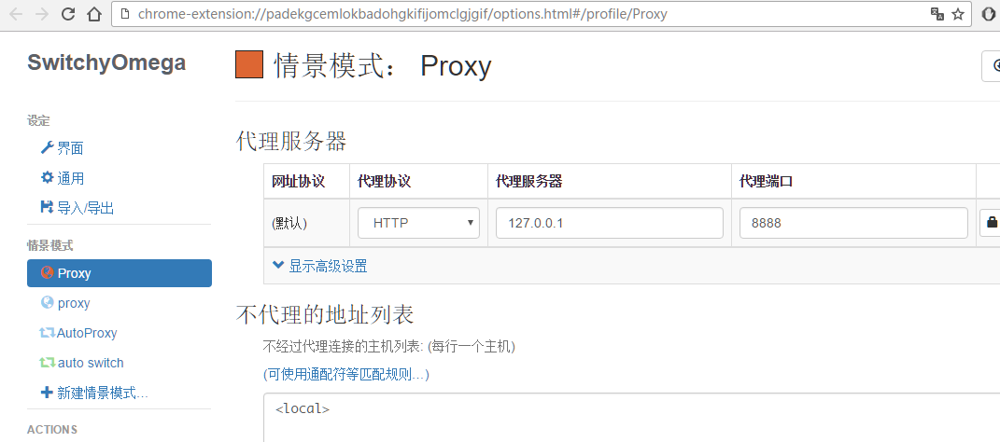 chrome-extension://padekgcemlokbadohgkifijomclgjgif/options.html#/profile/Proxy
SwitchyOmega
设定
界面
通用
导入/导出
情景模式
Proxy
proxy
AutoProxy
auto switch
新建情景模式...
ACTIONS
情景模式： Proxy
代理服务器
网址协议 代理协议 代理服务器 代理端口
(默认) HTTP 127.0.0.1 8888
显示高级设置
不代理的地址列表
不经过代理连接的主机列表: (每行一个主机)
(可使用通配符等匹配规则...)
<local>